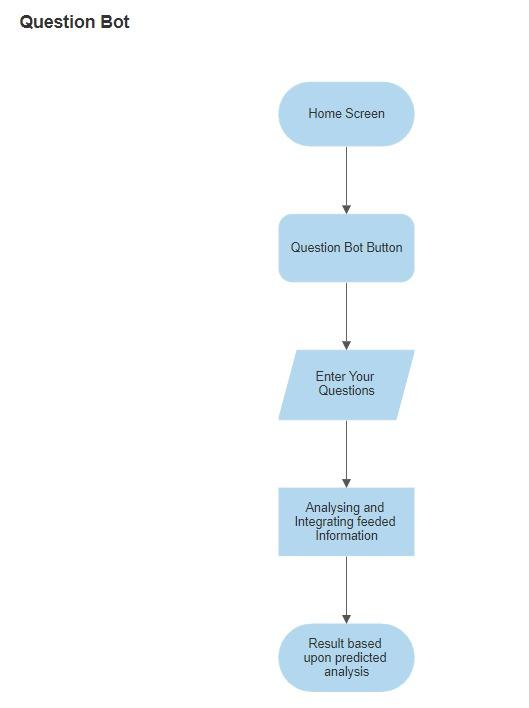 Question Bot
Home Screen
Question Bot Button
Enter Your
Questions
Analysing and
Integrating feeded
Information
Result based
upon predicted
analysis